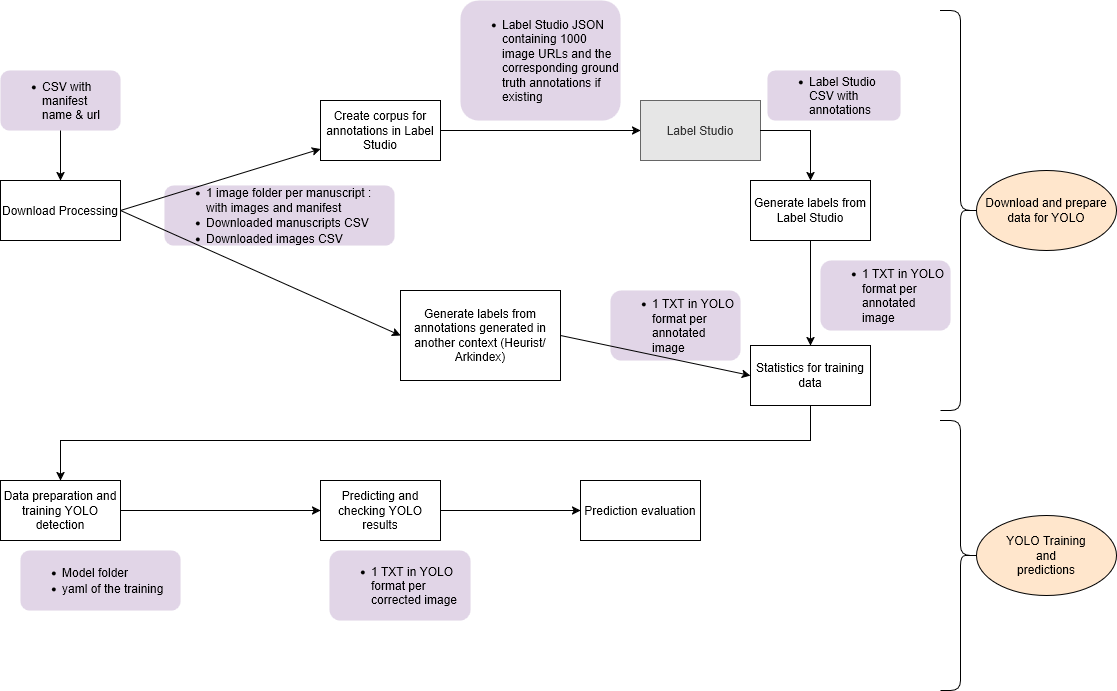 Label Studio JSON
containing 1000
image URLs and the
corresponding ground
truth annotations if
existing
CSV with
manifest
name & url
Label Studio
CSV with
annotations
Create corpus for
annotations in Label
Studio
Label Studio
Download Processing
1 image folder per manuscript :
with images and manifest
Downloaded manuscripts CSV
Downloaded images CSV
Generate labels from
Label Studio
Download and prepare
data for YOLO
1 TXT in YOLO
format per
annotated
image
Generate labels from
annotations generated in
another context (Heurist/
Arkindex)
1 TXT in YOLO
format per
annotated
image
Statistics for training
data
Data preparation and
training YOLO
detection
Predicting and
checking YOLO
results
Prediction evaluation
YOLO Training
and
predictions
Model folder
yaml of the training
1 TXT in YOLO
format per
corrected image